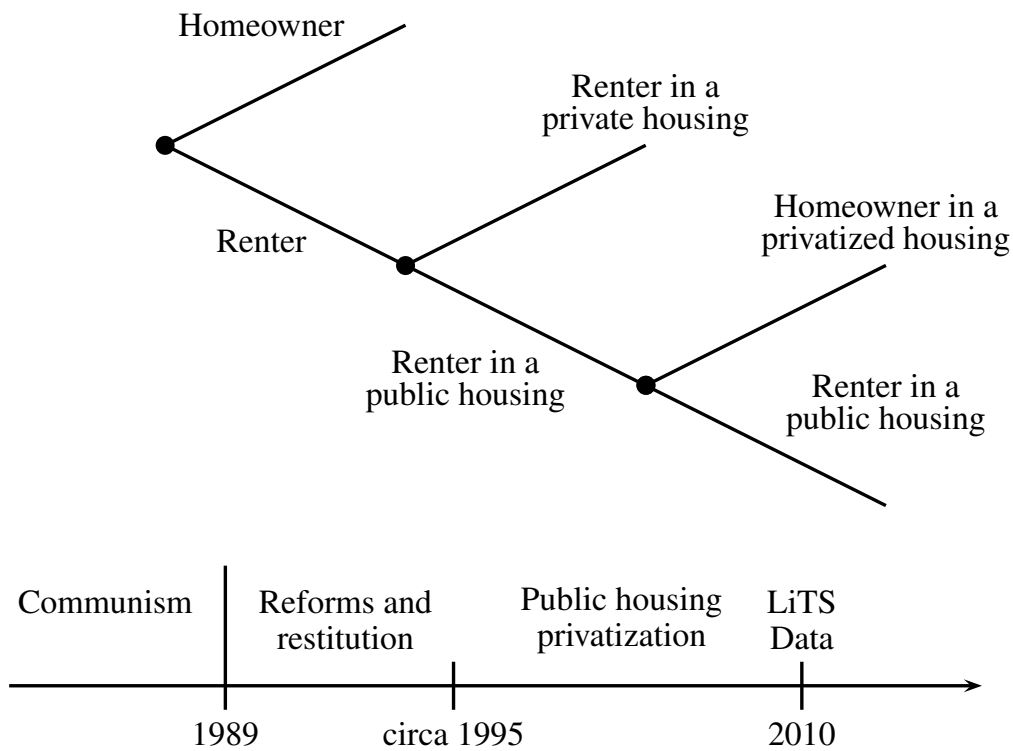 Homeowner
Renter in a
private housing
Renter
Homeowner in a
privatized housing
Renter in a
public housing
Renter in a
public housing
Communism
Reforms and
restitution
Public housing
privatization
LiTS
Data
1989
circa 1995
2010